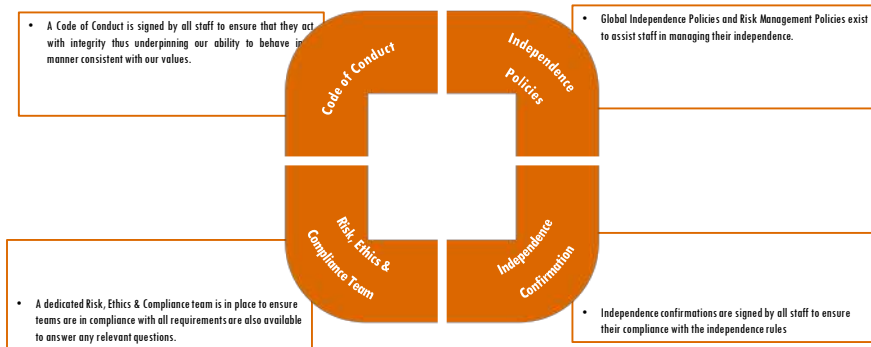 • A Code of Conduct is signed by all staff to ensure that they act
with integrity thus underpinning our ability to behave in
manner consistent with our values.
Code of Conduct
Independence
Policies
• Global Independence Policies and Risk Management Policies exist
to assist staff in managing their independence.
Risk, Ethics &
Compliance Team
Independence
Confirmation
• A dedicated Risk, Ethics & Compliance team is in place to ensure
teams are in compliance with all requirements are also available
to answer any relevant questions.
• Independence confirmations are signed by all staff to ensure
their compliance with the independence rules